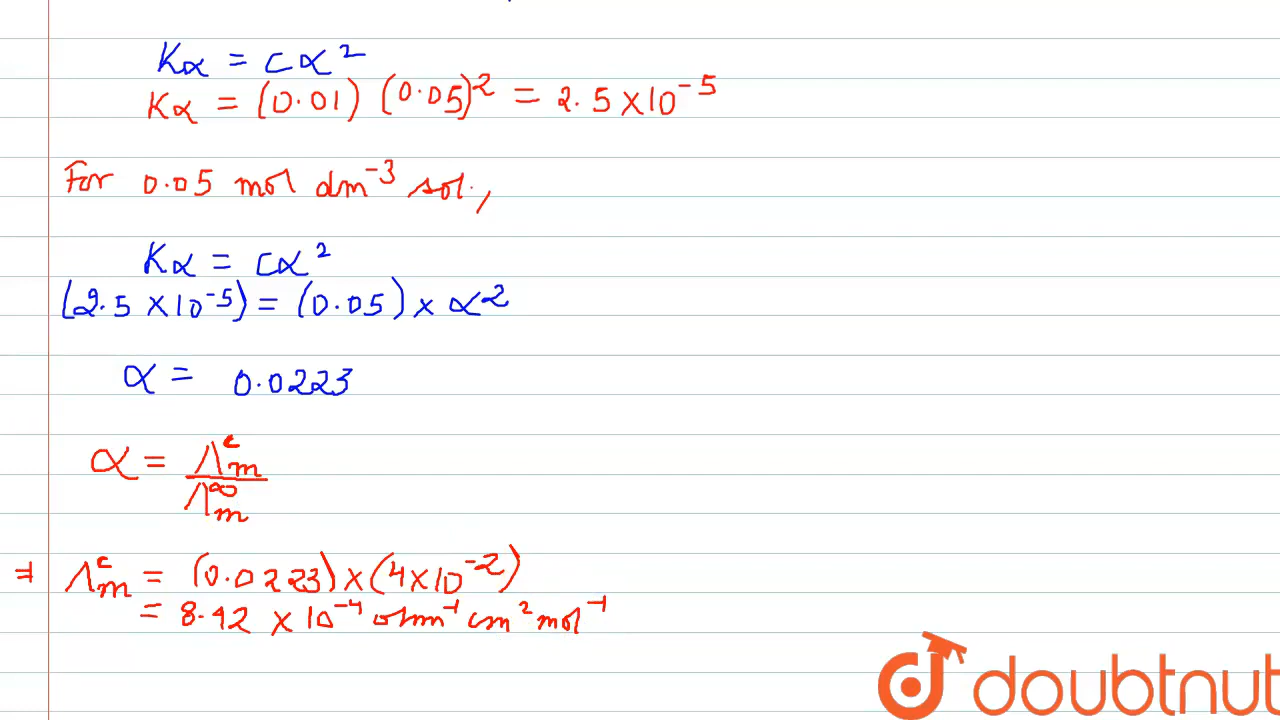 Kα = cα²
Kα = (0.01) (0.05)² = 2.5 × 10⁻⁵
For 0.05 mol dm⁻³ sol.,
Kα = cα²
(2.5 × 10⁻⁵) = (0.05) × α²
α = 0.0223
α = Λᶜm / Λ∞m
⇒ Λᶜm = (0.0223) × (4 × 10⁻²)
= 8.92 × 10⁻⁴ ohm⁻¹ cm² mol⁻¹
doubtnut